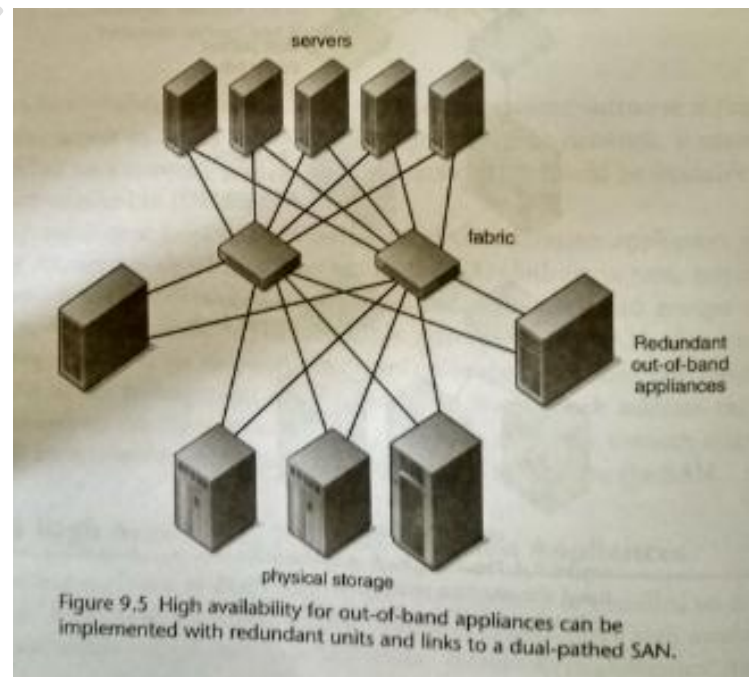 servers
fabric
Redundant
out-of-band
appliances
physical storage
Figure 9.5 High availability for out-of-band appliances can be
implemented with redundant units and links to a dual-pathed SAN.